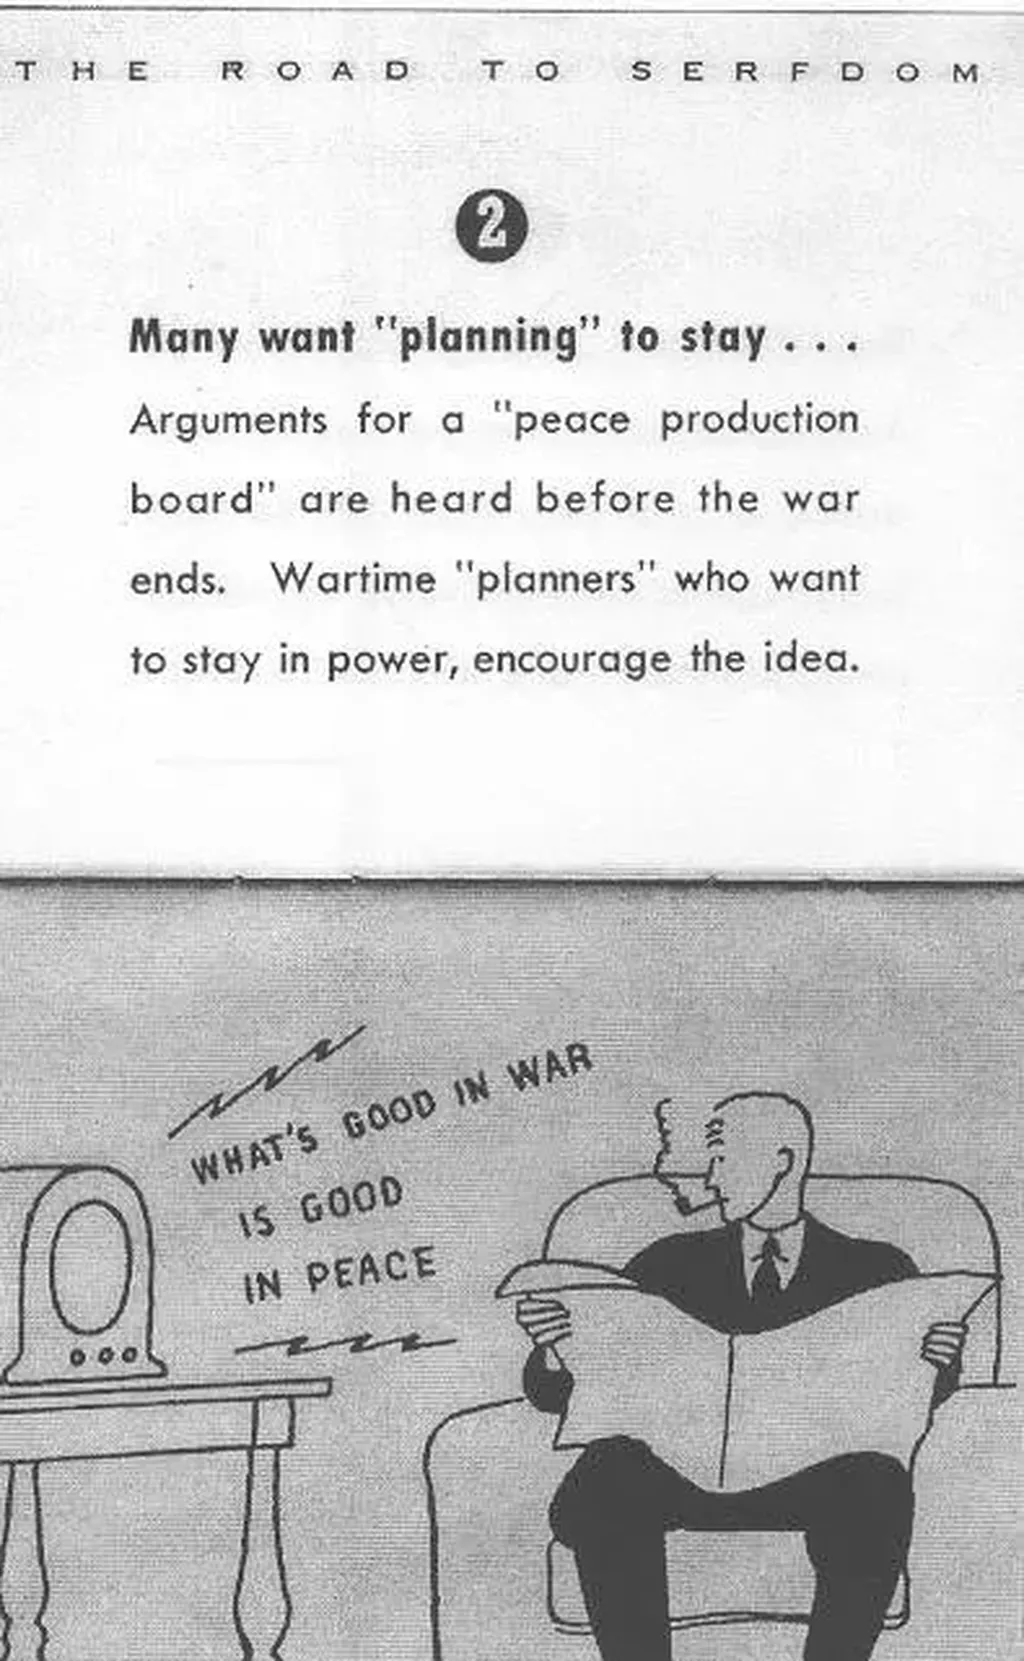 THE ROAD TO SERFDOM
2
Many want "planning" to stay . . .
Arguments for a "peace production
board" are heard before the war
ends. Wartime "planners" who want
to stay in power, encourage the idea.
WHAT'S GOOD IN WAR
IS GOOD
IN PEACE